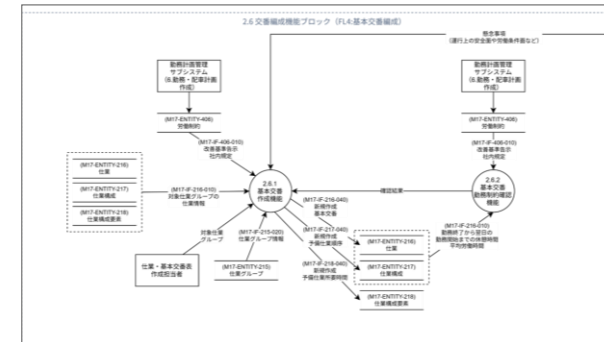 2.6 交番編成機能ブロック（FL4:基本交番編成）
懸念事項
（運行上の安全面や労働条件面など）
勤務計画管理
サブシステム
（6.勤務・配車計画
作成）
勤務計画管理
サブシステム
（6.勤務・配車計画
作成）
(M17-ENTITY-406)
労働制約
(M17-ENTITY-406)
労働制約
(M17-IF-406-010)
改善基準告示
社内規定
(M17-IF-406-010)
改善基準告示
社内規定
(M17-ENTITY-216)
仕業
(M17-ENTITY-217)
仕業構成
(M17-ENTITY-218)
仕業構成要素
(M17-IF-216-010)
対象仕業グループの
仕業情報
2.6.1
基本交番
作成機能
確認結果
2.6.2
基本交番
勤務制約確認
機能
(M17-IF-216-040)
新規作成
基本交番
(M17-IF-217-040)
新規作成
予備仕業順序
(M17-IF-218-040)
新規作成
予備仕業所要時間
(M17-IF-216-010)
勤務終了から翌日の
勤務開始までの休憩時間
平均労働時間
対象仕業
グループ
(M17-IF-215-020)
仕業グループ情報
仕業・基本交番表
作成担当者
(M17-ENTITY-215)
仕業グループ
(M17-ENTITY-216)
仕業
(M17-ENTITY-217)
仕業構成
(M17-ENTITY-218)
仕業構成要素